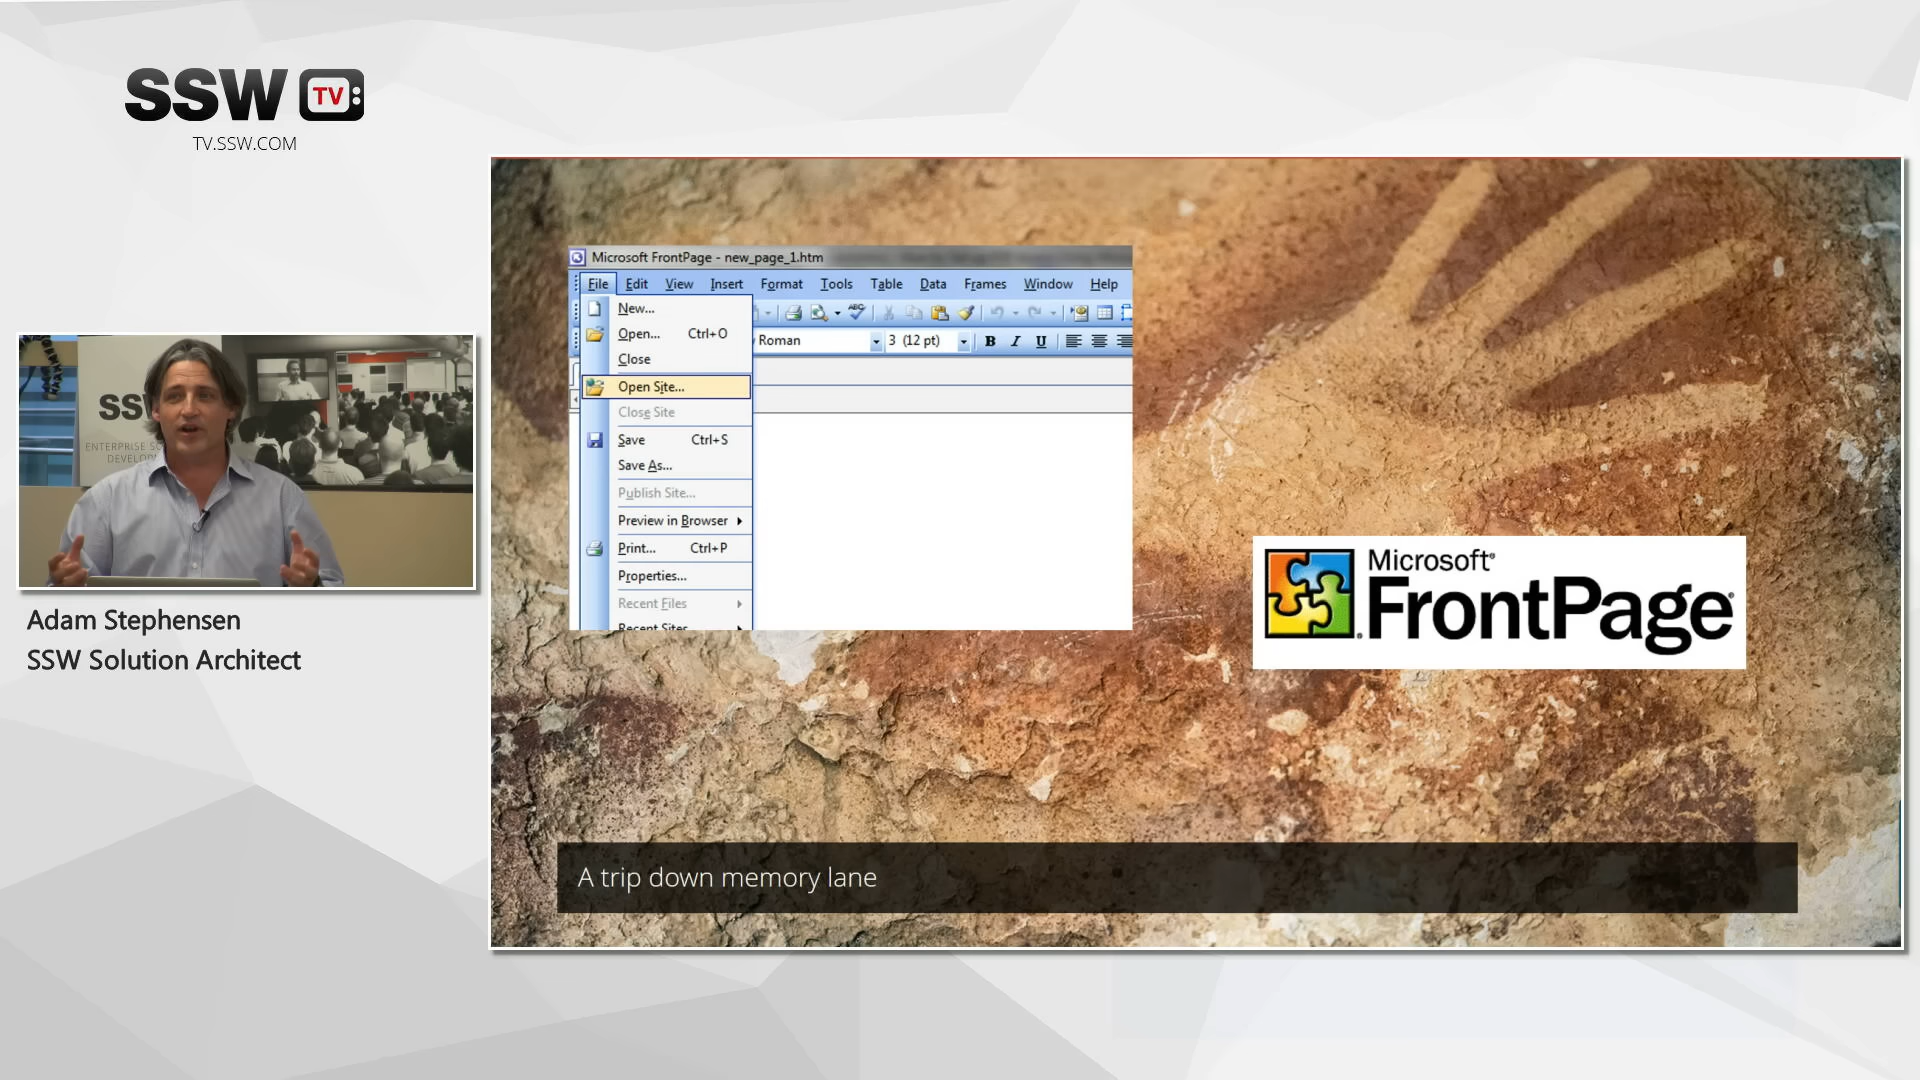 SSW TV:
TV.SSW.COM
Microsoft FrontPage - new_page_1.htm
File Edit View Insert Format Tools Table Data Frames Window Help
New...
Open... Ctrl+O
Roman 3 (12 pt) B I U
Close
Open Site...
Close Site
Save Ctrl+S
Save As...
Publish Site...
Preview in Browser
Print... Ctrl+P
Properties...
Recent Files
Recent Sites
SSW
ENTERPRISE
Microsoft®
FrontPage®
Adam Stephensen
SSW Solution Architect
A trip down memory lane